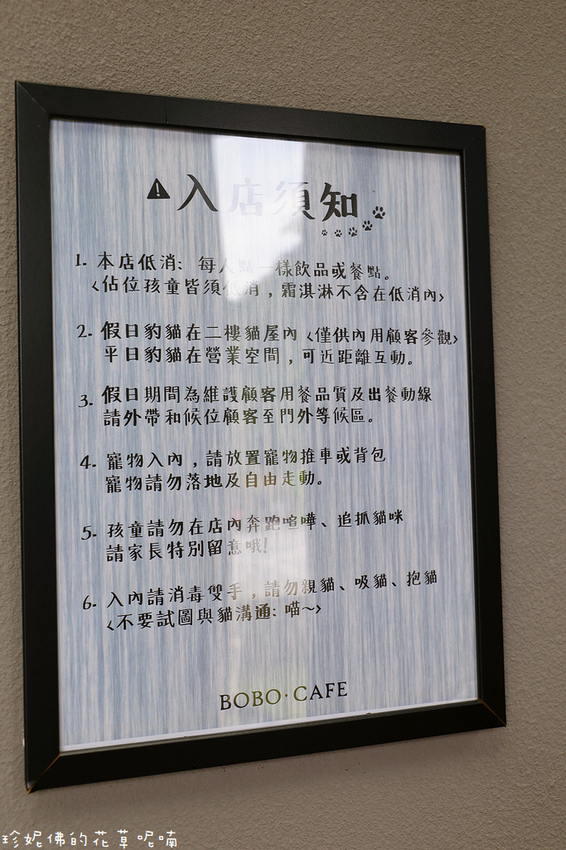 入店須知
1. 本店低消: 每人點一樣飲品或餐點。
<佔位孩童皆須低消，霜淇淋不含在低消內>
2. 假日豹貓在二樓貓屋內 <僅供內用顧客參觀>
平日豹貓在營業空間，可近距離互動。
3. 假日期間為維護顧客用餐品質及出餐動線
請外帶和候位顧客至門外等候區。
4. 寵物入內，請放置寵物推車或背包
寵物請勿落地及自由走動。
5. 孩童請勿在店內奔跑喧嘩、追抓貓咪
請家長特別留意哦!
6. 入內請消毒雙手，請勿親貓、吸貓、抱貓
<不要試圖與貓溝通: 喵~>
BOBO·CAFE
珍妮佛的花草呢喃